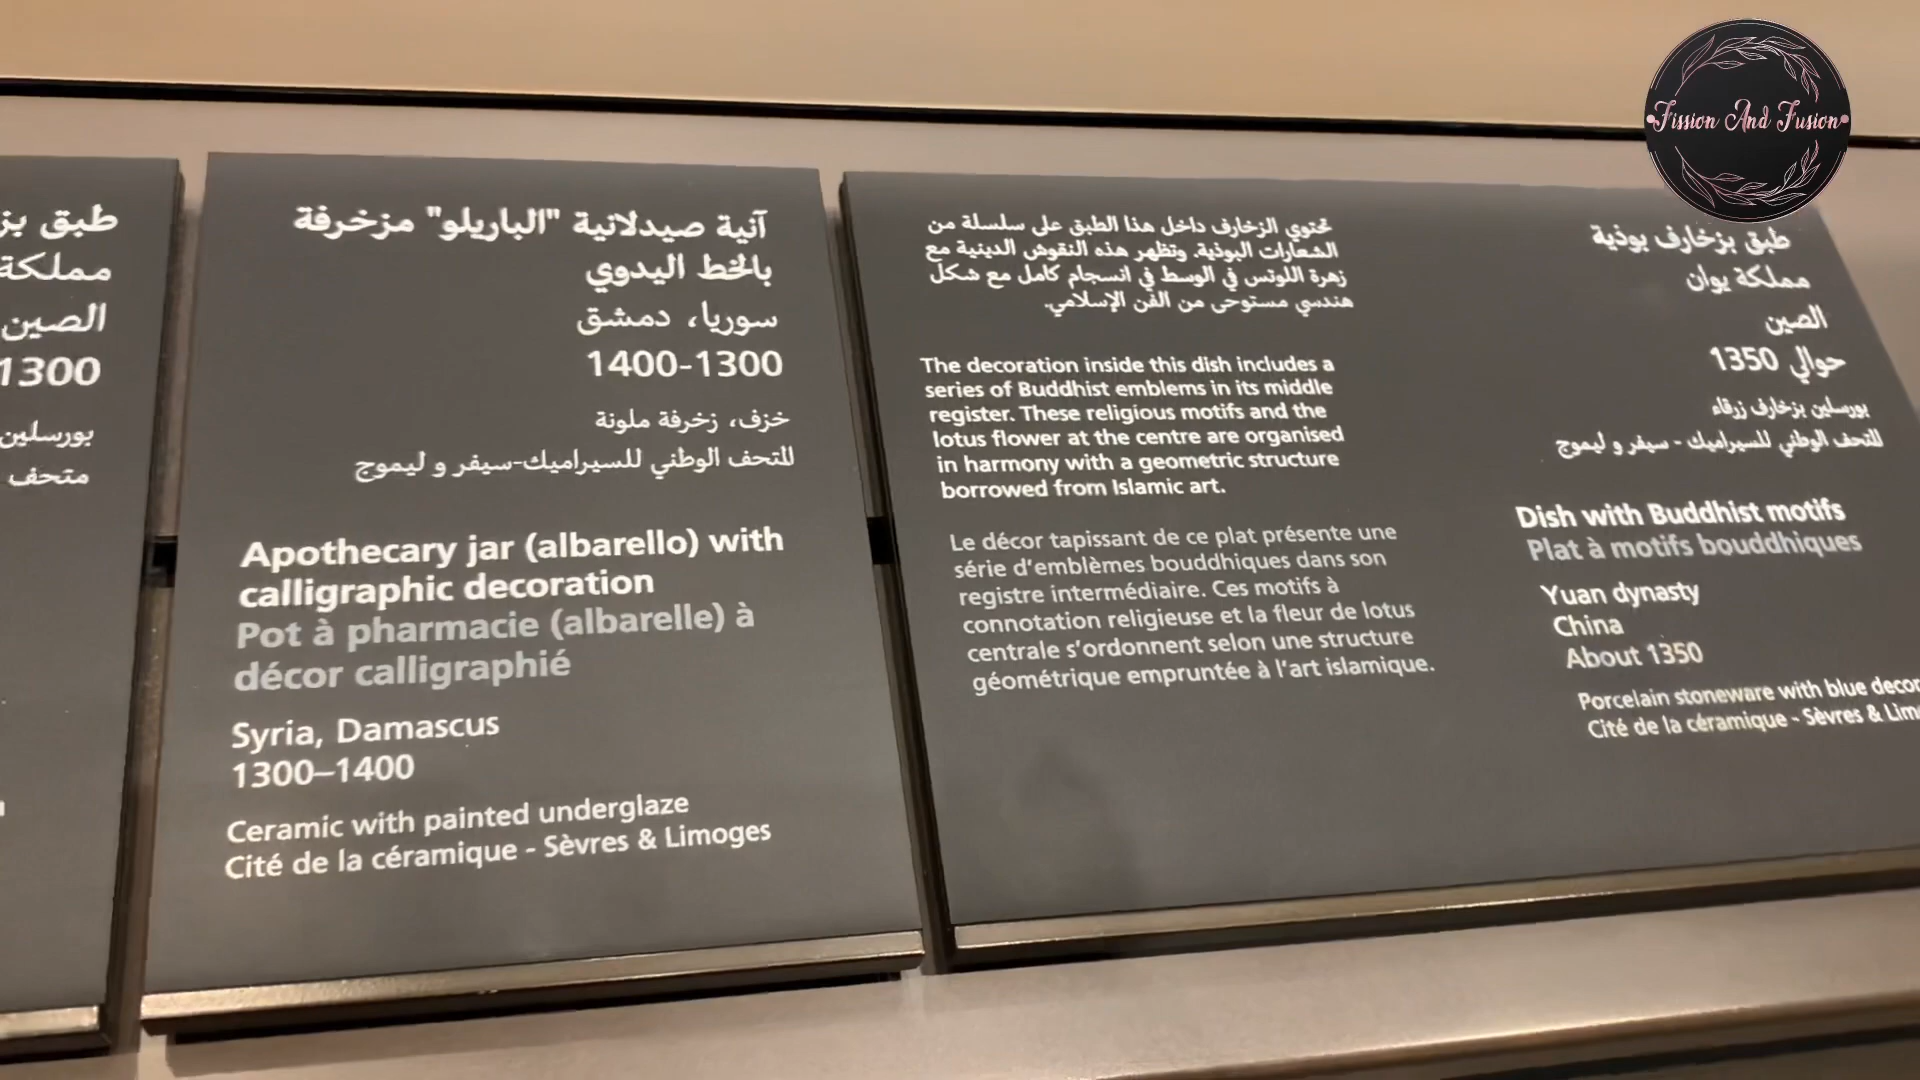 طبق بز
مملكة
الصين
1300
بورسلين
متحف
آنية صيدلانية "الباريلو" مزخرفة
بالخط اليدوي
سوريا، دمشق
1300-1400
خزف، زخرفة ملونة
المتحف الوطني للسيراميك-سيفر و ليموج
Apothecary jar (albarello) with
calligraphic decoration
Pot à pharmacie (albarelle) à
décor calligraphié
Syria, Damascus
1300–1400
Ceramic with painted underglaze
Cité de la céramique - Sèvres & Limoges
تحتوي الزخارف داخل هذا الطبق على سلسلة من
الشعارات البوذية. وتظهر هذه النقوش الدينية مع
زهرة اللوتس في الوسط في انسجام كامل مع شكل
هندسي مستوحى من الفن الإسلامي.
The decoration inside this dish includes a
series of Buddhist emblems in its middle
register. These religious motifs and the
lotus flower at the centre are organised
in harmony with a geometric structure
borrowed from Islamic art.
Le décor tapissant de ce plat présente une
série d'emblèmes bouddhiques dans son
registre intermédiaire. Ces motifs à
connotation religieuse et la fleur de lotus
centrale s'ordonnent selon une structure
géométrique empruntée à l'art islamique.
طبق بزخارف بوذية
مملكة يوان
الصين
حوالي 1350
بورسلين بزخارف زرقاء
المتحف الوطني للسيراميك - سيفر و ليموج
Dish with Buddhist motifs
Plat à motifs bouddhiques
Yuan dynasty
China
About 1350
Porcelain stoneware with blue decor
Cité de la céramique - Sèvres & Lim
Fission And Fusion